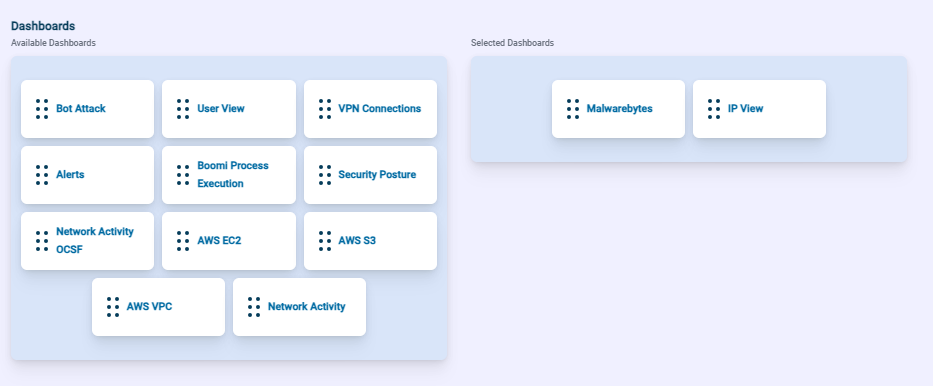 Dashboards
Available Dashboards
Bot Attack
User View
VPN Connections
Alerts
Boomi Process
Execution
Security Posture
Network Activity
OCSF
AWS EC2
AWS S3
AWS VPC
Network Activity
Selected Dashboards
Malwarebytes
IP View